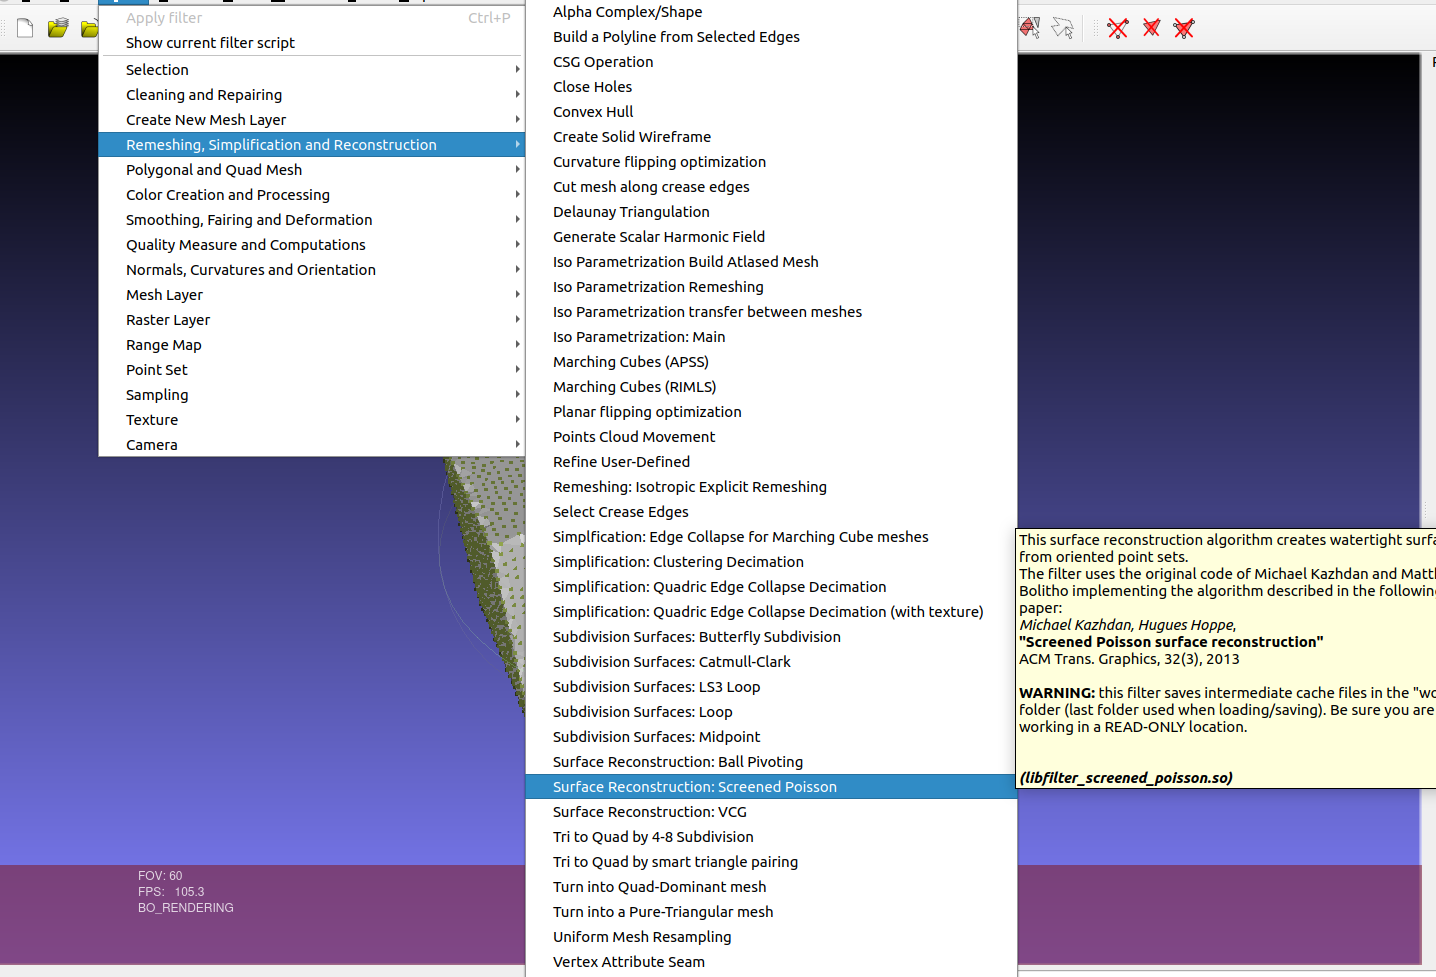 Apply filter Ctrl+P
Show current filter script
Selection
Cleaning and Repairing
Create New Mesh Layer
Remeshing, Simplification and Reconstruction
Polygonal and Quad Mesh
Color Creation and Processing
Smoothing, Fairing and Deformation
Quality Measure and Computations
Normals, Curvatures and Orientation
Mesh Layer
Raster Layer
Range Map
Point Set
Sampling
Texture
Camera
Alpha Complex/Shape
Build a Polyline from Selected Edges
CSG Operation
Close Holes
Convex Hull
Create Solid Wireframe
Curvature flipping optimization
Cut mesh along crease edges
Delaunay Triangulation
Generate Scalar Harmonic Field
Iso Parametrization Build Atlased Mesh
Iso Parametrization Remeshing
Iso Parametrization transfer between meshes
Iso Parametrization: Main
Marching Cubes (APSS)
Marching Cubes (RIMLS)
Planar flipping optimization
Points Cloud Movement
Refine User-Defined
Remeshing: Isotropic Explicit Remeshing
Select Crease Edges
Simplfication: Edge Collapse for Marching Cube meshes
Simplification: Clustering Decimation
Simplification: Quadric Edge Collapse Decimation
Simplification: Quadric Edge Collapse Decimation (with texture)
Subdivision Surfaces: Butterfly Subdivision
Subdivision Surfaces: Catmull-Clark
Subdivision Surfaces: LS3 Loop
Subdivision Surfaces: Loop
Subdivision Surfaces: Midpoint
Surface Reconstruction: Ball Pivoting
Surface Reconstruction: Screened Poisson
Surface Reconstruction: VCG
Tri to Quad by 4-8 Subdivision
Tri to Quad by smart triangle pairing
Turn into Quad-Dominant mesh
Turn into a Pure-Triangular mesh
Uniform Mesh Resampling
Vertex Attribute Seam
This surface reconstruction algorithm creates watertight
from oriented point sets.
The filter uses the original code of Michael Kazhdan and
Bolitho implementing the algorithm described in the
paper:
Michael Kazhdan, Hugues Hoppe,
"Screened Poisson surface reconstruction"
ACM Trans. Graphics, 32(3), 2013
WARNING: this filter saves intermediate cache files in the
folder (last folder used when loading/saving). Be sure you are
working in a READ-ONLY location.
(libfilter_screened_poisson.so)
FOV: 60
FPS: 105.3
BO_RENDERING